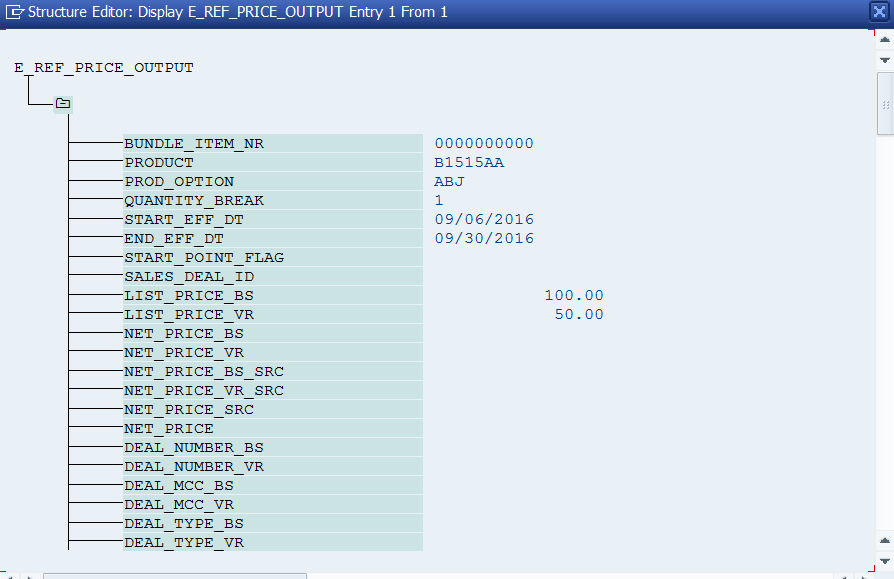 Structure Editor: Display E_REF_PRICE_OUTPUT Entry 1 From 1
E_REF_PRICE_OUTPUT
BUNDLE_ITEM_NR 0000000000
PRODUCT B1515AA
PROD_OPTION ABJ
QUANTITY_BREAK 1
START_EFF_DT 09/06/2016
END_EFF_DT 09/30/2016
START_POINT_FLAG
SALES_DEAL_ID
LIST_PRICE_BS 100.00
LIST_PRICE_VR 50.00
NET_PRICE_BS
NET_PRICE_VR
NET_PRICE_BS_SRC
NET_PRICE_VR_SRC
NET_PRICE_SRC
NET_PRICE
DEAL_NUMBER_BS
DEAL_NUMBER_VR
DEAL_MCC_BS
DEAL_MCC_VR
DEAL_TYPE_BS
DEAL_TYPE_VR